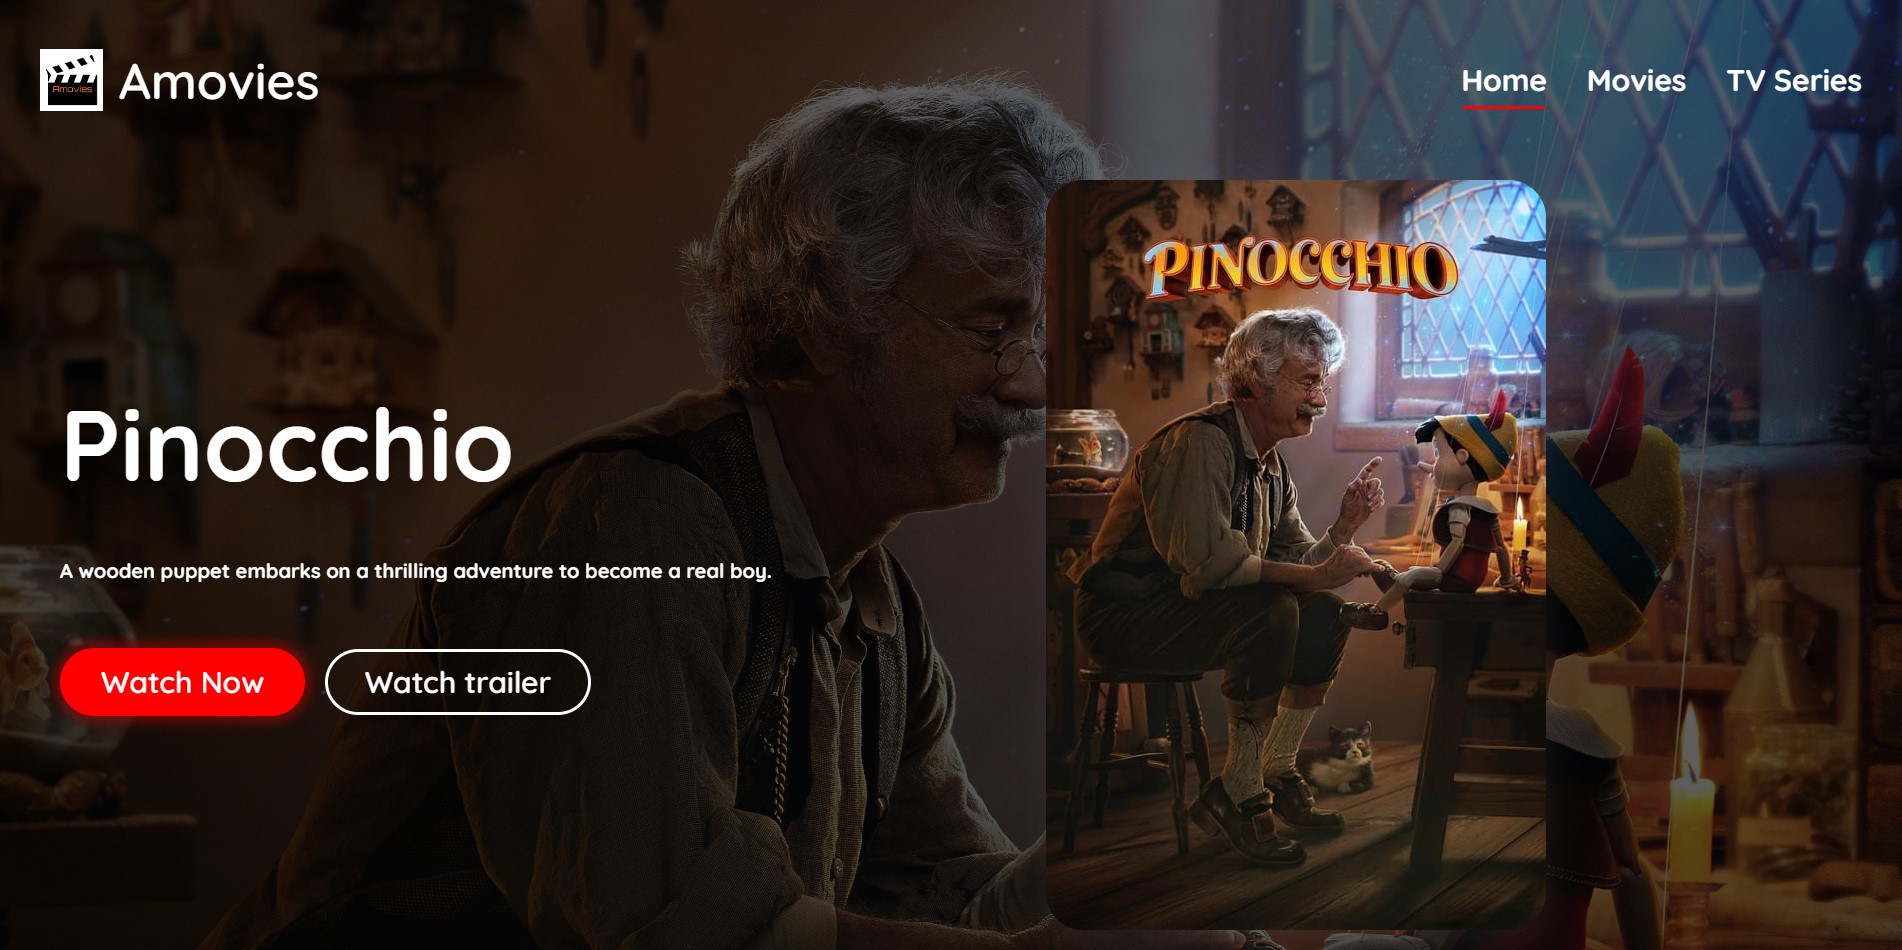 Amovies
Amovies
Home
Movies
TV Series
PINOCCHIO
Pinocchio
A wooden puppet embarks on a thrilling adventure to become a real boy.
Watch Now
Watch trailer